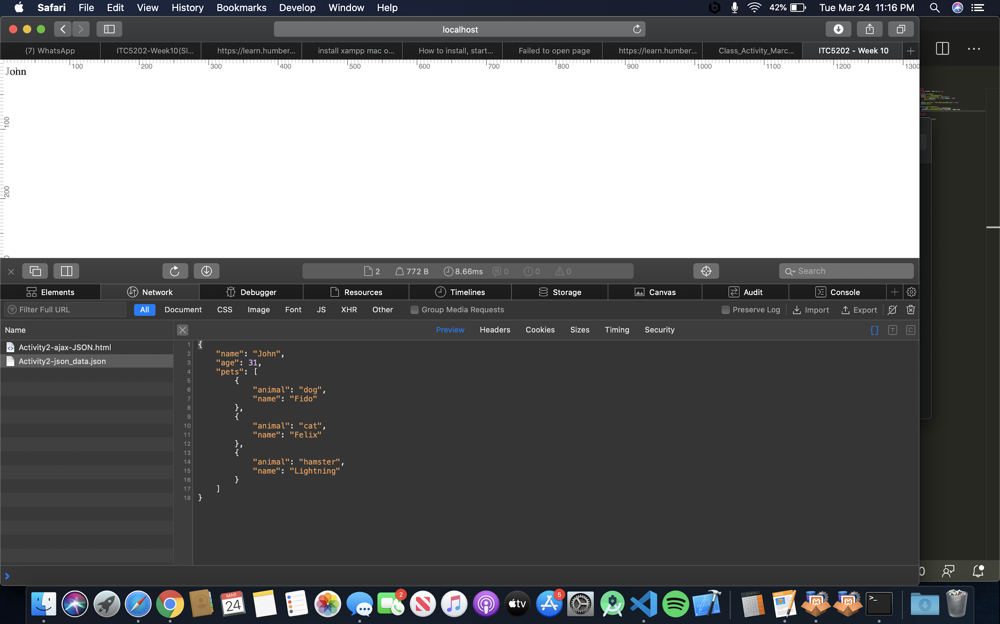 Safari File Edit View History Bookmarks Develop Window Help 42% Tue Mar 24 11:16 PM
localhost
(7) WhatsApp ITC5202-Week10(Sl... https://learn.humber... install xampp mac o... How to install, start... Failed to open page https://learn.humber... Class_Activity_Marc... ITC5202 - Week 10
100 200 300 400 500 600 700 800 900 1000 1100 1200 1300
John
100
200
2 772 B 8.66ms 0 0 0 Search
Elements Network Debugger Resources Timelines Storage Canvas Audit Console
Filter Full URL All Document CSS Image Font JS XHR Other Group Media Requests Preserve Log Import Export
Name Preview Headers Cookies Sizes Timing Security {} T C
Activity2-ajax-JSON.html
Activity2-json_data.json
1 {
2 "name": "John",
3 "age": 31,
4 "pets": [
5 {
6 "animal": "dog",
7 "name": "Fido"
8 },
9 {
10 "animal": "cat",
11 "name": "Felix"
12 },
13 {
14 "animal": "hamster",
15 "name": "Lightning"
16 }
17 ]
18 }
MAR
24
2
tv
5
3.141593
PAGES
>_